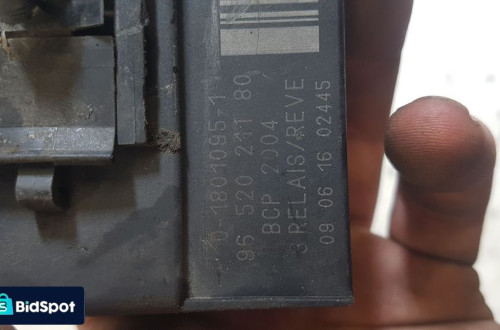 0-1801095-1
96 520 211 80
BCP 2004
3 RELAIS/REVE
09 06 16 02445
BidSpot